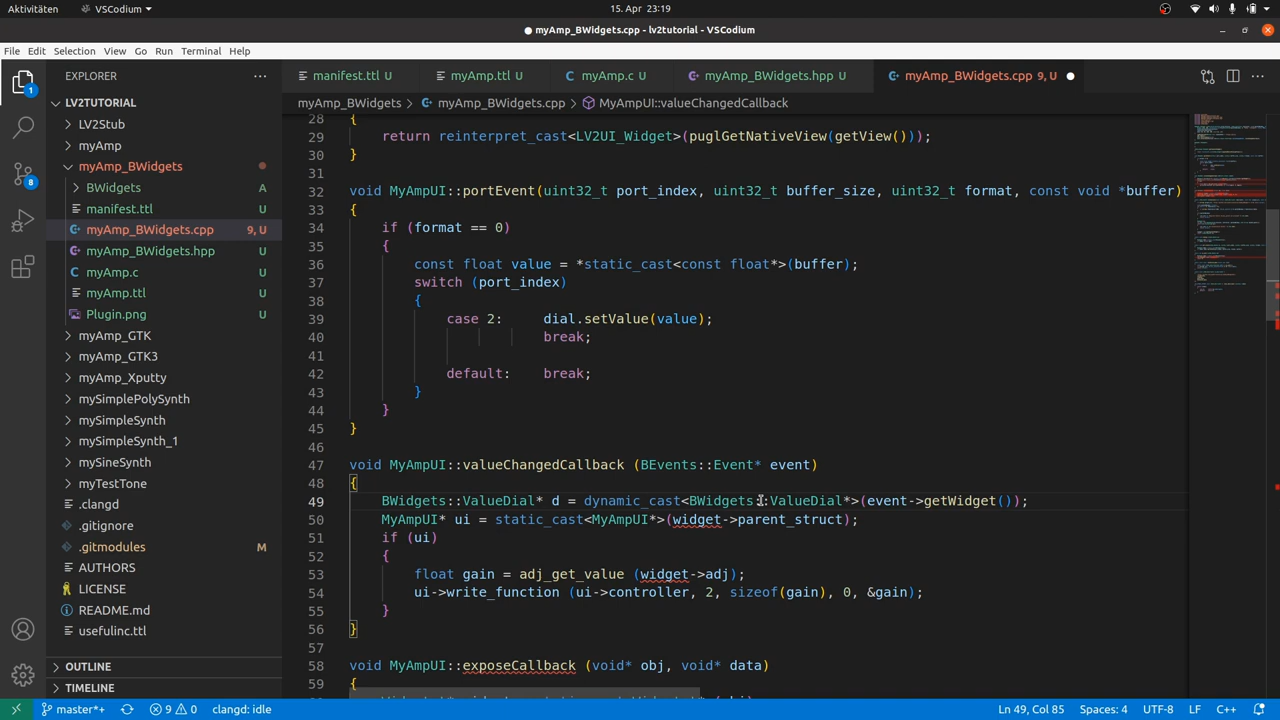 Aktivitäten
VSCodium
15. Apr 23:19
myAmp_BWidgets.cpp - lv2tutorial - VSCodium
File Edit Selection View Go Run Terminal Help
EXPLORER
manifest.ttl U
myAmp.ttl U
myAmp.c U
myAmp_BWidgets.hpp U
myAmp_BWidgets.cpp 9, U
myAmp_BWidgets > myAmp_BWidgets.cpp > MyAmpUI::valueChangedCallback
LV2TUTORIAL
LV2Stub
myAmp
myAmp_BWidgets
BWidgets A
manifest.ttl U
myAmp_BWidgets.cpp 9, U
myAmp_BWidgets.hpp U
myAmp.c U
myAmp.ttl U
Plugin.png U
myAmp_GTK
myAmp_GTK3
myAmp_Xputty
mySimplePolySynth
mySimpleSynth
mySimpleSynth_1
mySineSynth
myTestTone
.clangd
.gitignore
.gitmodules M
AUTHORS
LICENSE
README.md
usefulinc.ttl
OUTLINE
TIMELINE
1
8
28 {
29 return reinterpret_cast<LV2UI_Widget>(puglGetNativeView(getView()));
30 }
31
32 void MyAmpUI::portEvent(uint32_t port_index, uint32_t buffer_size, uint32_t format, const void *buffer)
33 {
34 if (format == 0)
35 {
36 const float value = *static_cast<const float*>(buffer);
37 switch (port_index)
38 {
39 case 2: dial.setValue(value);
40 break;
41
42 default: break;
43 }
44 }
45 }
46
47 void MyAmpUI::valueChangedCallback (BEvents::Event* event)
48 {
49 BWidgets::ValueDial* d = dynamic_cast<BWidgets::ValueDial*>(event->getWidget());
50 MyAmpUI* ui = static_cast<MyAmpUI*>(widget->parent_struct);
51 if (ui)
52 {
53 float gain = adj_get_value (widget->adj);
54 ui->write_function (ui->controller, 2, sizeof(gain), 0, &gain);
55 }
56 }
57
58 void MyAmpUI::exposeCallback (void* obj, void* data)
59 {
master*+ 9 0 clangd: idle
Ln 49, Col 85 Spaces: 4 UTF-8 LF C++